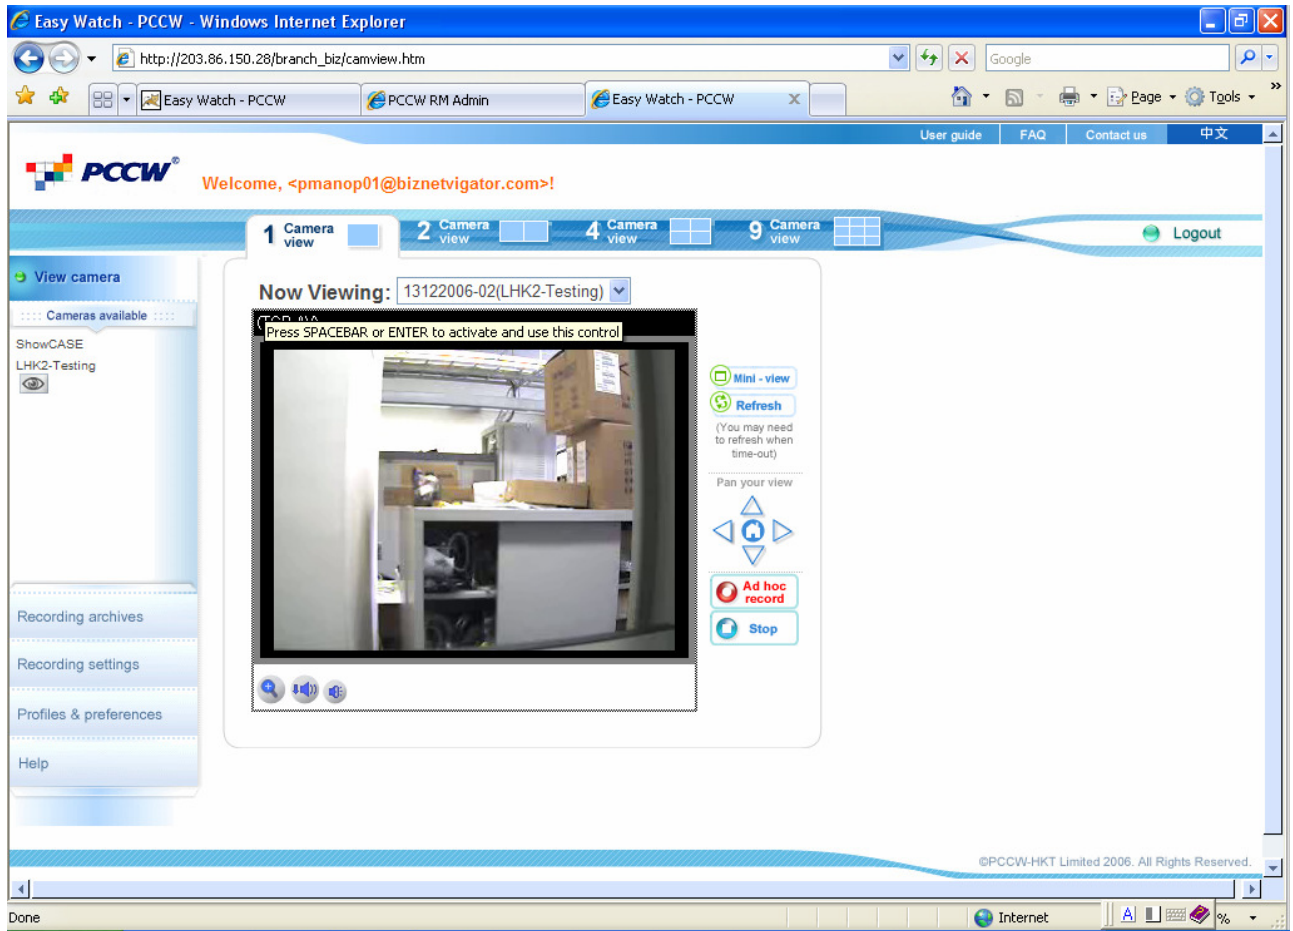 Easy Watch - PCCW - Windows Internet Explorer
http://203.86.150.28/branch_biz/camview.htm
Google
Easy Watch - PCCW
PCCW RM Admin
Easy Watch - PCCW
Page
Tools
User guide
FAQ
Contact us
中文
PCCW®
Welcome, <pmanop01@biznetvigator.com>!
1 Camera view
2 Camera view
4 Camera view
9 Camera view
Logout
View camera
Cameras available
ShowCASE
LHK2-Testing
Now Viewing: 13122006-02(LHK2-Testing)
Press SPACEBAR or ENTER to activate and use this control
Mini - view
Refresh
(You may need
to refresh when
time-out)
Pan your view
Ad hoc
record
Stop
Recording archives
Recording settings
Profiles & preferences
Help
©PCCW-HKT Limited 2006. All Rights Reserved.
Done
Internet
A
%